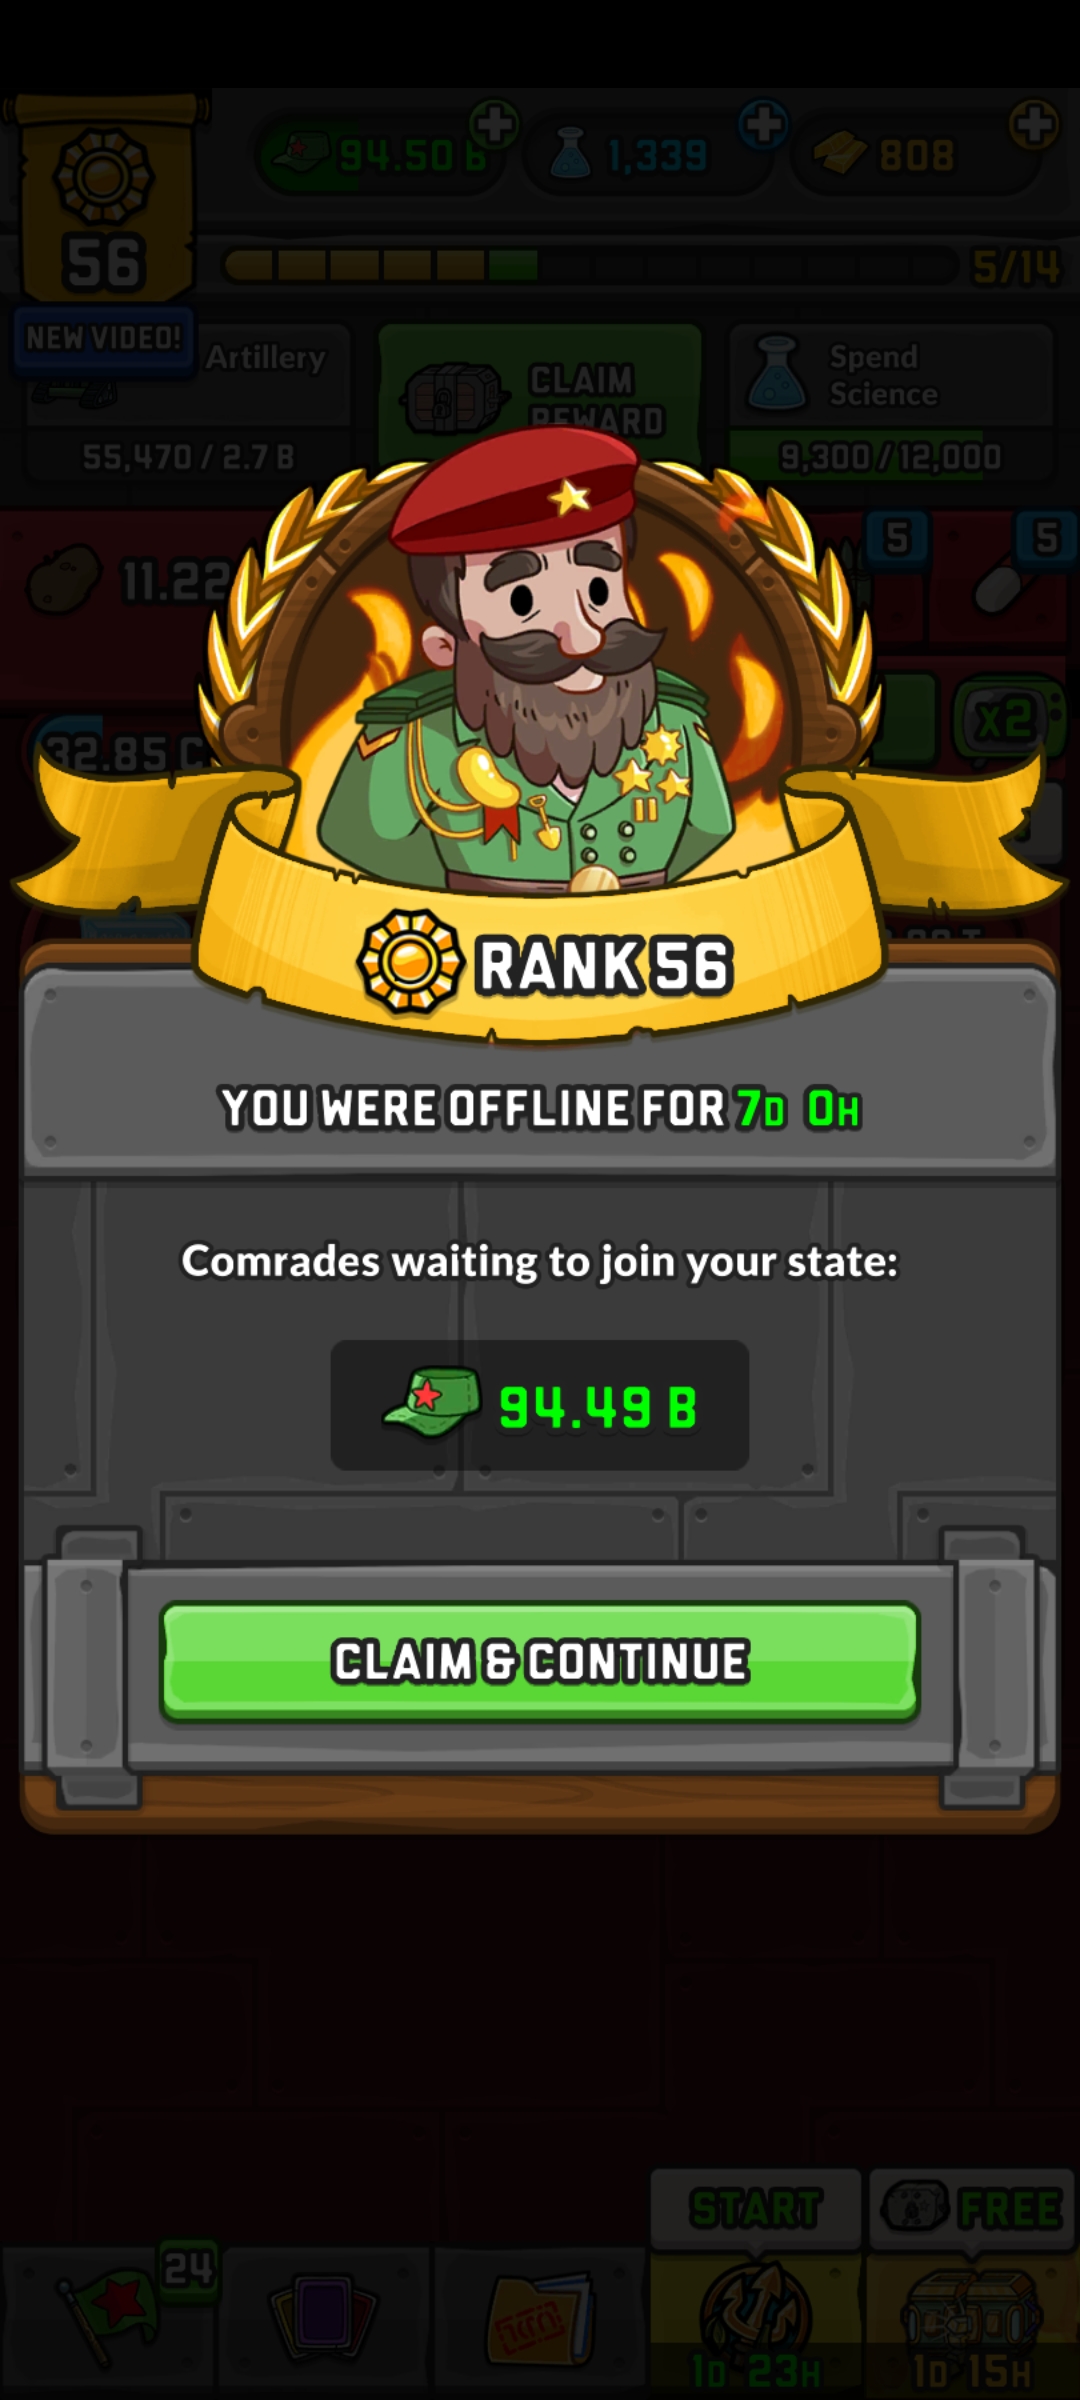 94.50 B
1,339
808
56
5/14
NEW VIDEO!
Artillery
55,470 / 2.7 B
CLAIM
REWARD
Spend
Science
9,300 / 12,000
11.22
5
5
32.85 C
x2
RANK 56
YOU WERE OFFLINE FOR 7D 0H
Comrades waiting to join your state:
94.49 B
CLAIM & CONTINUE
START
FREE
24
1D 23H
1D 15H